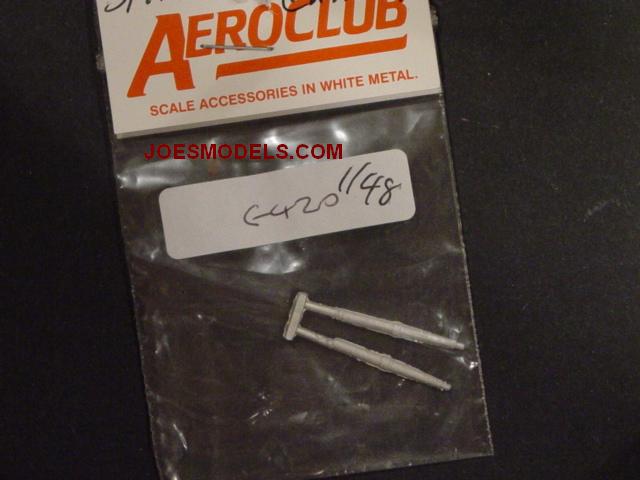 AEROCLUB
SCALE ACCESSORIES IN WHITE METAL.
JOESMODELS.COM
G420 1/48